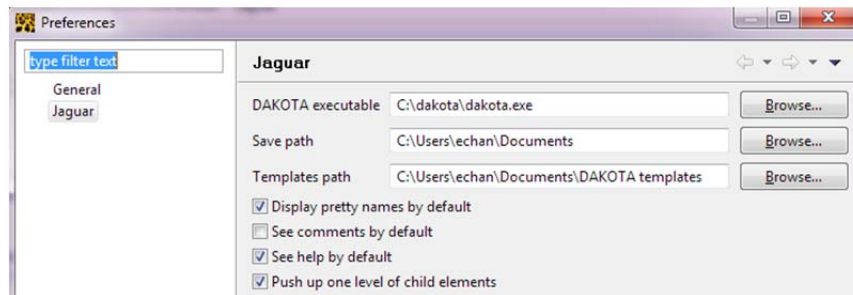 Preferences
type filter text
General
Jaguar
Jaguar
DAKOTA executable C:\dakota\dakota.exe Browse...
Save path C:\Users\echan\Documents Browse...
Templates path C:\Users\echan\Documents\DAKOTA templates Browse...
Display pretty names by default
See comments by default
See help by default
Push up one level of child elements